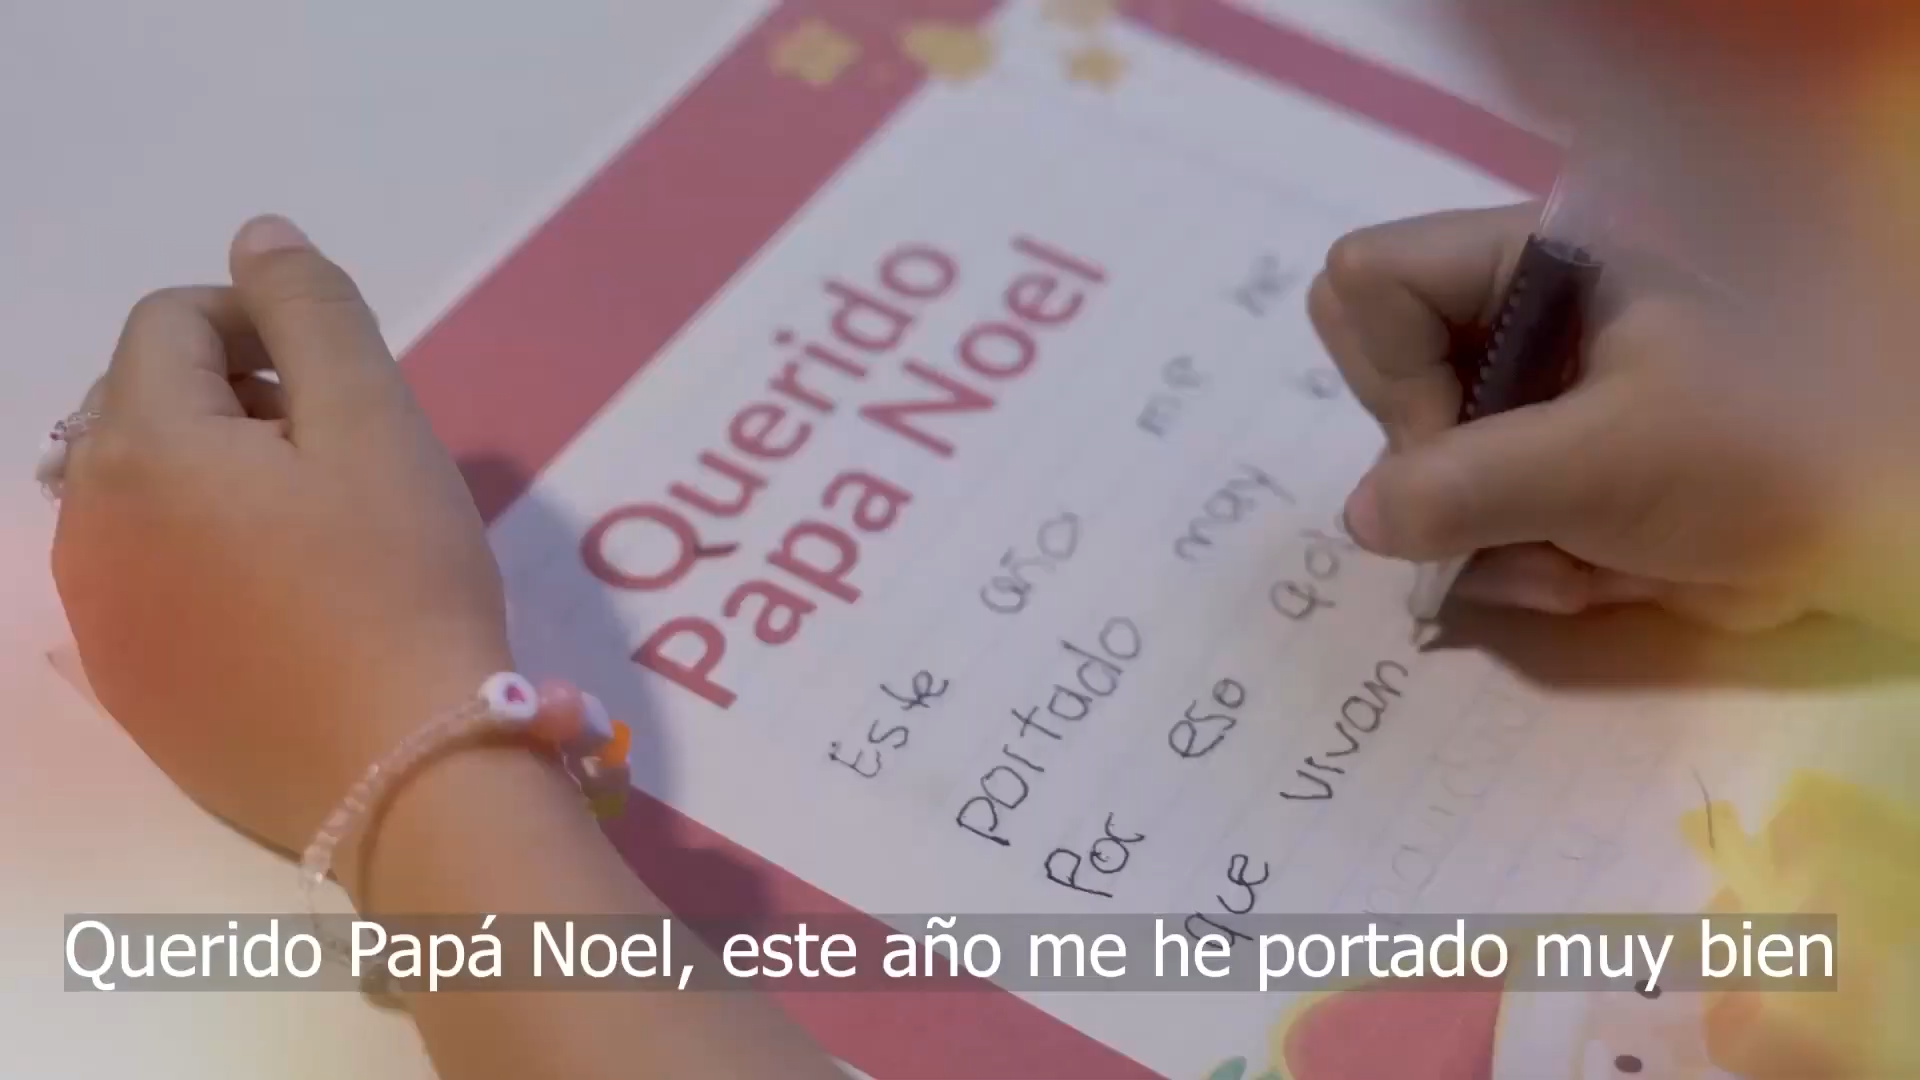 Querido
Papa Noel
Este año me he
portado may
Por eso
que vivan
Querido Papá Noel, este año me he portado muy bien